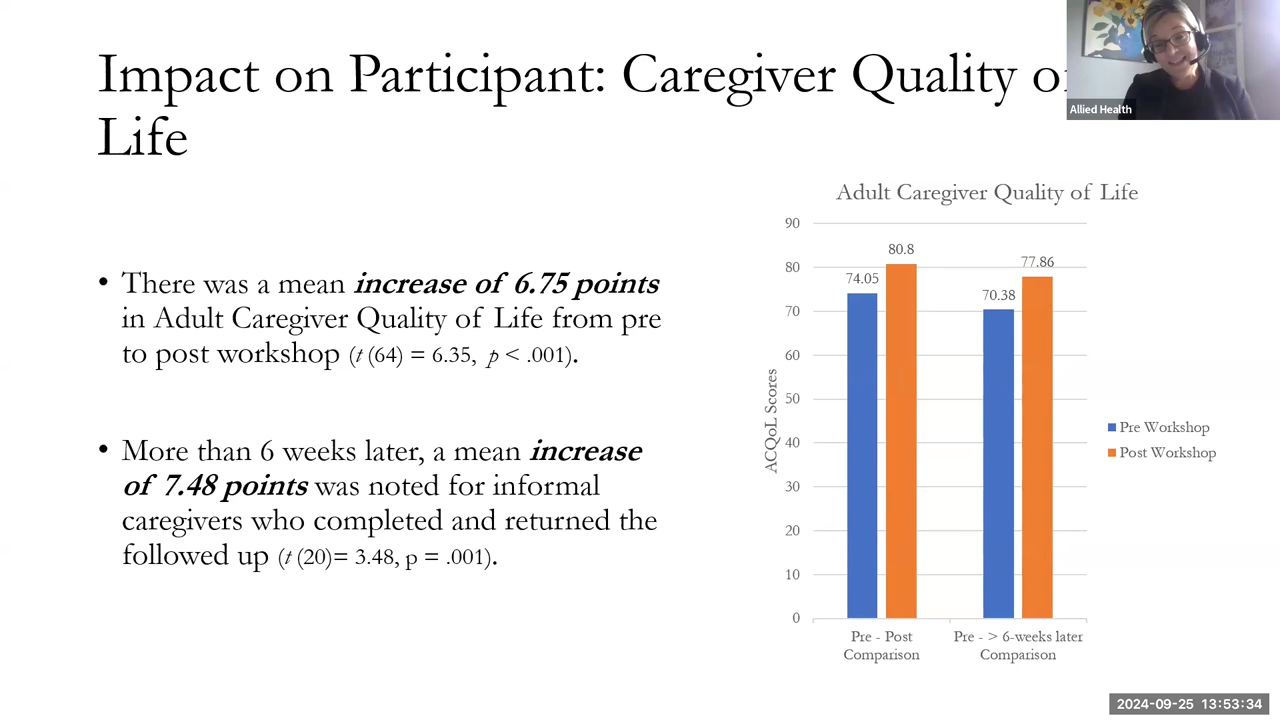 Impact on Participant: Caregiver Quality of
Life
Allied Health
• There was a mean increase of 6.75 points
in Adult Caregiver Quality of Life from pre
to post workshop (t (64) = 6.35, p < .001).
• More than 6 weeks later, a mean increase
of 7.48 points was noted for informal
caregivers who completed and returned the
followed up (t (20)= 3.48, p = .001).
Adult Caregiver Quality of Life
ACQoL Scores
90
80
70
60
50
40
30
20
10
0
74.05
80.8
70.38
77.86
Pre - Post
Comparison
Pre - > 6-weeks later
Comparison
Pre Workshop
Post Workshop
2024-09-25 13:53:34